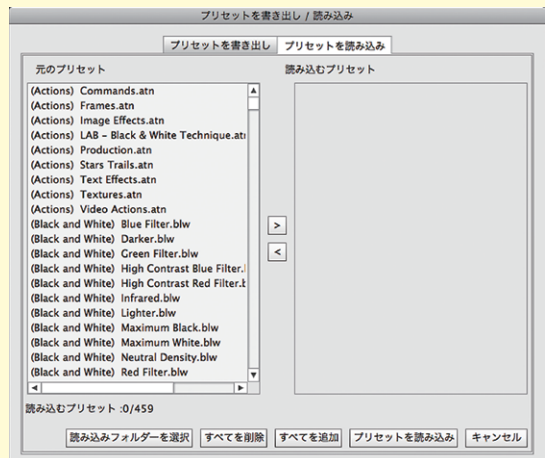 プリセットを書き出し / 読み込み
プリセットを書き出し プリセットを読み込み
元のプリセット
読み込むプリセット
(Actions) Commands.atn
(Actions) Frames.atn
(Actions) Image Effects.atn
(Actions) LAB – Black & White Technique.at
(Actions) Production.atn
(Actions) Stars Trails.atn
(Actions) Text Effects.atn
(Actions) Textures.atn
(Actions) Video Actions.atn
(Black and White) Blue Filter.blw
(Black and White) Darker.blw
(Black and White) Green Filter.blw
(Black and White) High Contrast Blue Filter.
(Black and White) High Contrast Red Filter.
(Black and White) Infrared.blw
(Black and White) Lighter.blw
(Black and White) Maximum Black.blw
(Black and White) Maximum White.blw
(Black and White) Neutral Density.blw
(Black and White) Red Filter.blw
>
<
読み込むプリセット :0/459
読み込みフォルダーを選択 すべてを削除 すべてを追加 プリセットを読み込み キャンセル